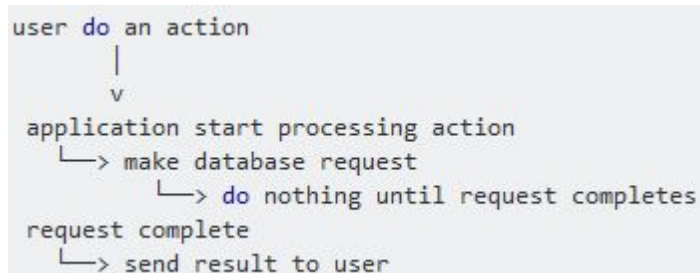 user do an action
|
v
application start processing action
└──> make database request
└──> do nothing until request completes
request complete
└──> send result to user